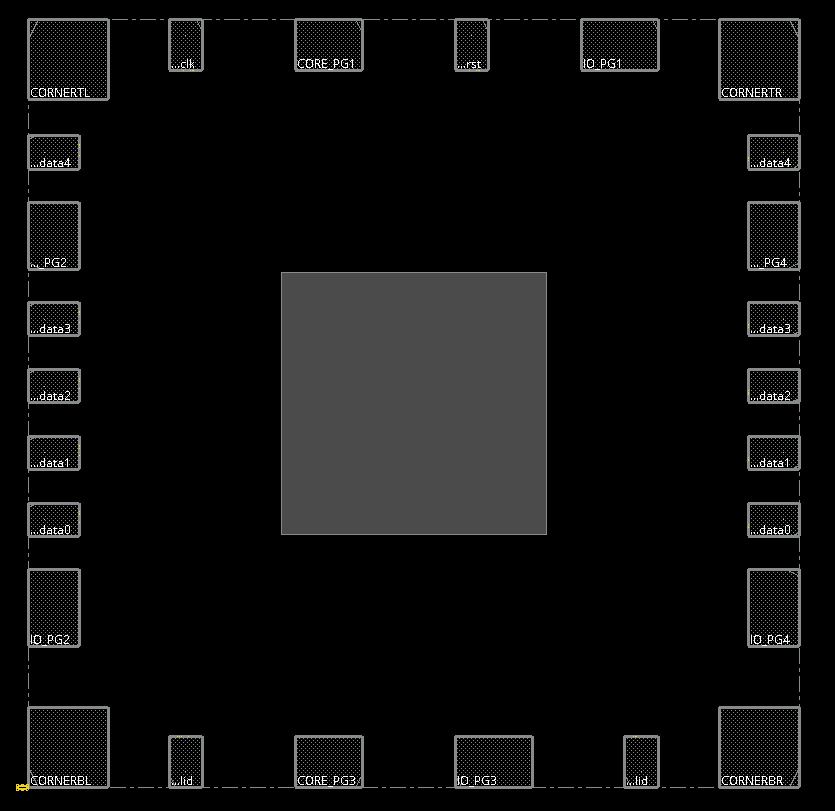 ...clk
CORE_PG1
...rst
IO_PG1
CORNERTL
CORNERTR
...data4
...data4
..._PG2
..._PG4
...data3
...data3
...data2
...data2
...data1
...data1
...data0
...data0
IO_PG2
IO_PG4
CORNERBL
...lid
CORE_PG3
IO_PG3
...lid
CORNERBR